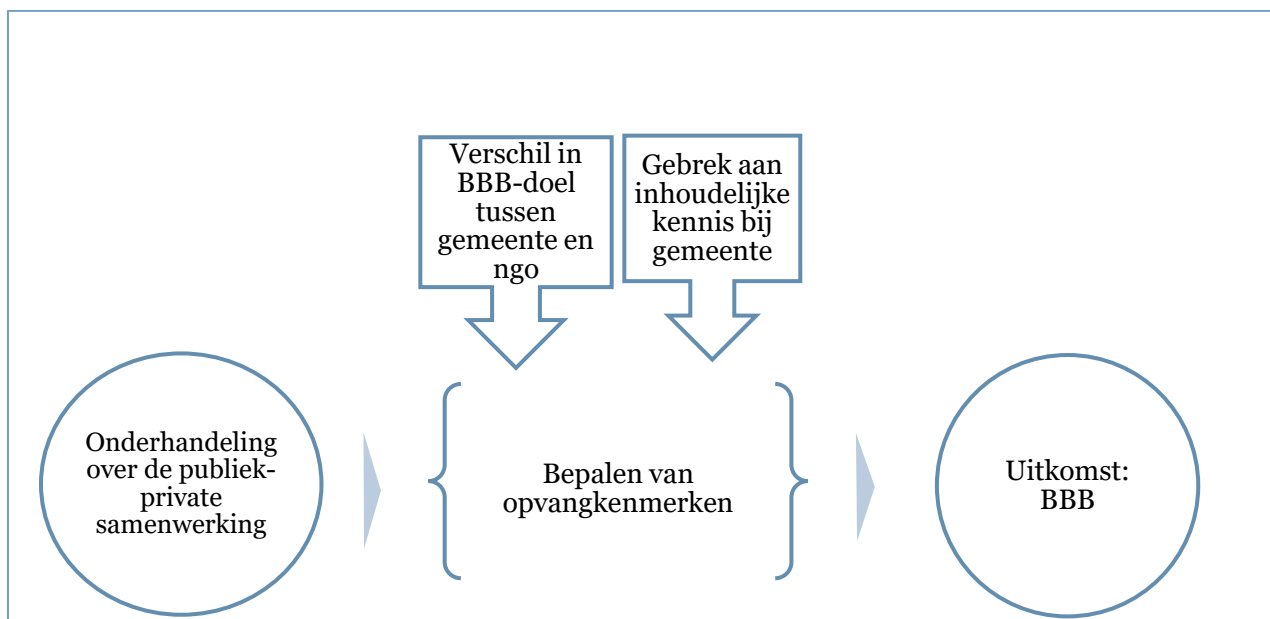 Verschil in
BBB-doel
tussen
gemeente en
ngo
Gebrek aan
inhoudelijke
kennis bij
gemeente
Onderhandeling
over de publiek-
private
samenwerking
Bepalen van
opvangkenmerken
Uitkomst:
BBB